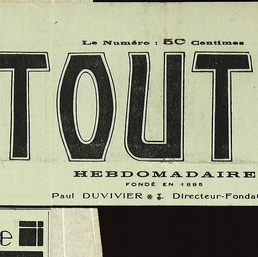 Le Numéro : 50 Centimes
TOUT
HEBDOMADAIRE
FONDÉ EN 1895
Paul DUVIVIER Directeur-Fondat
e